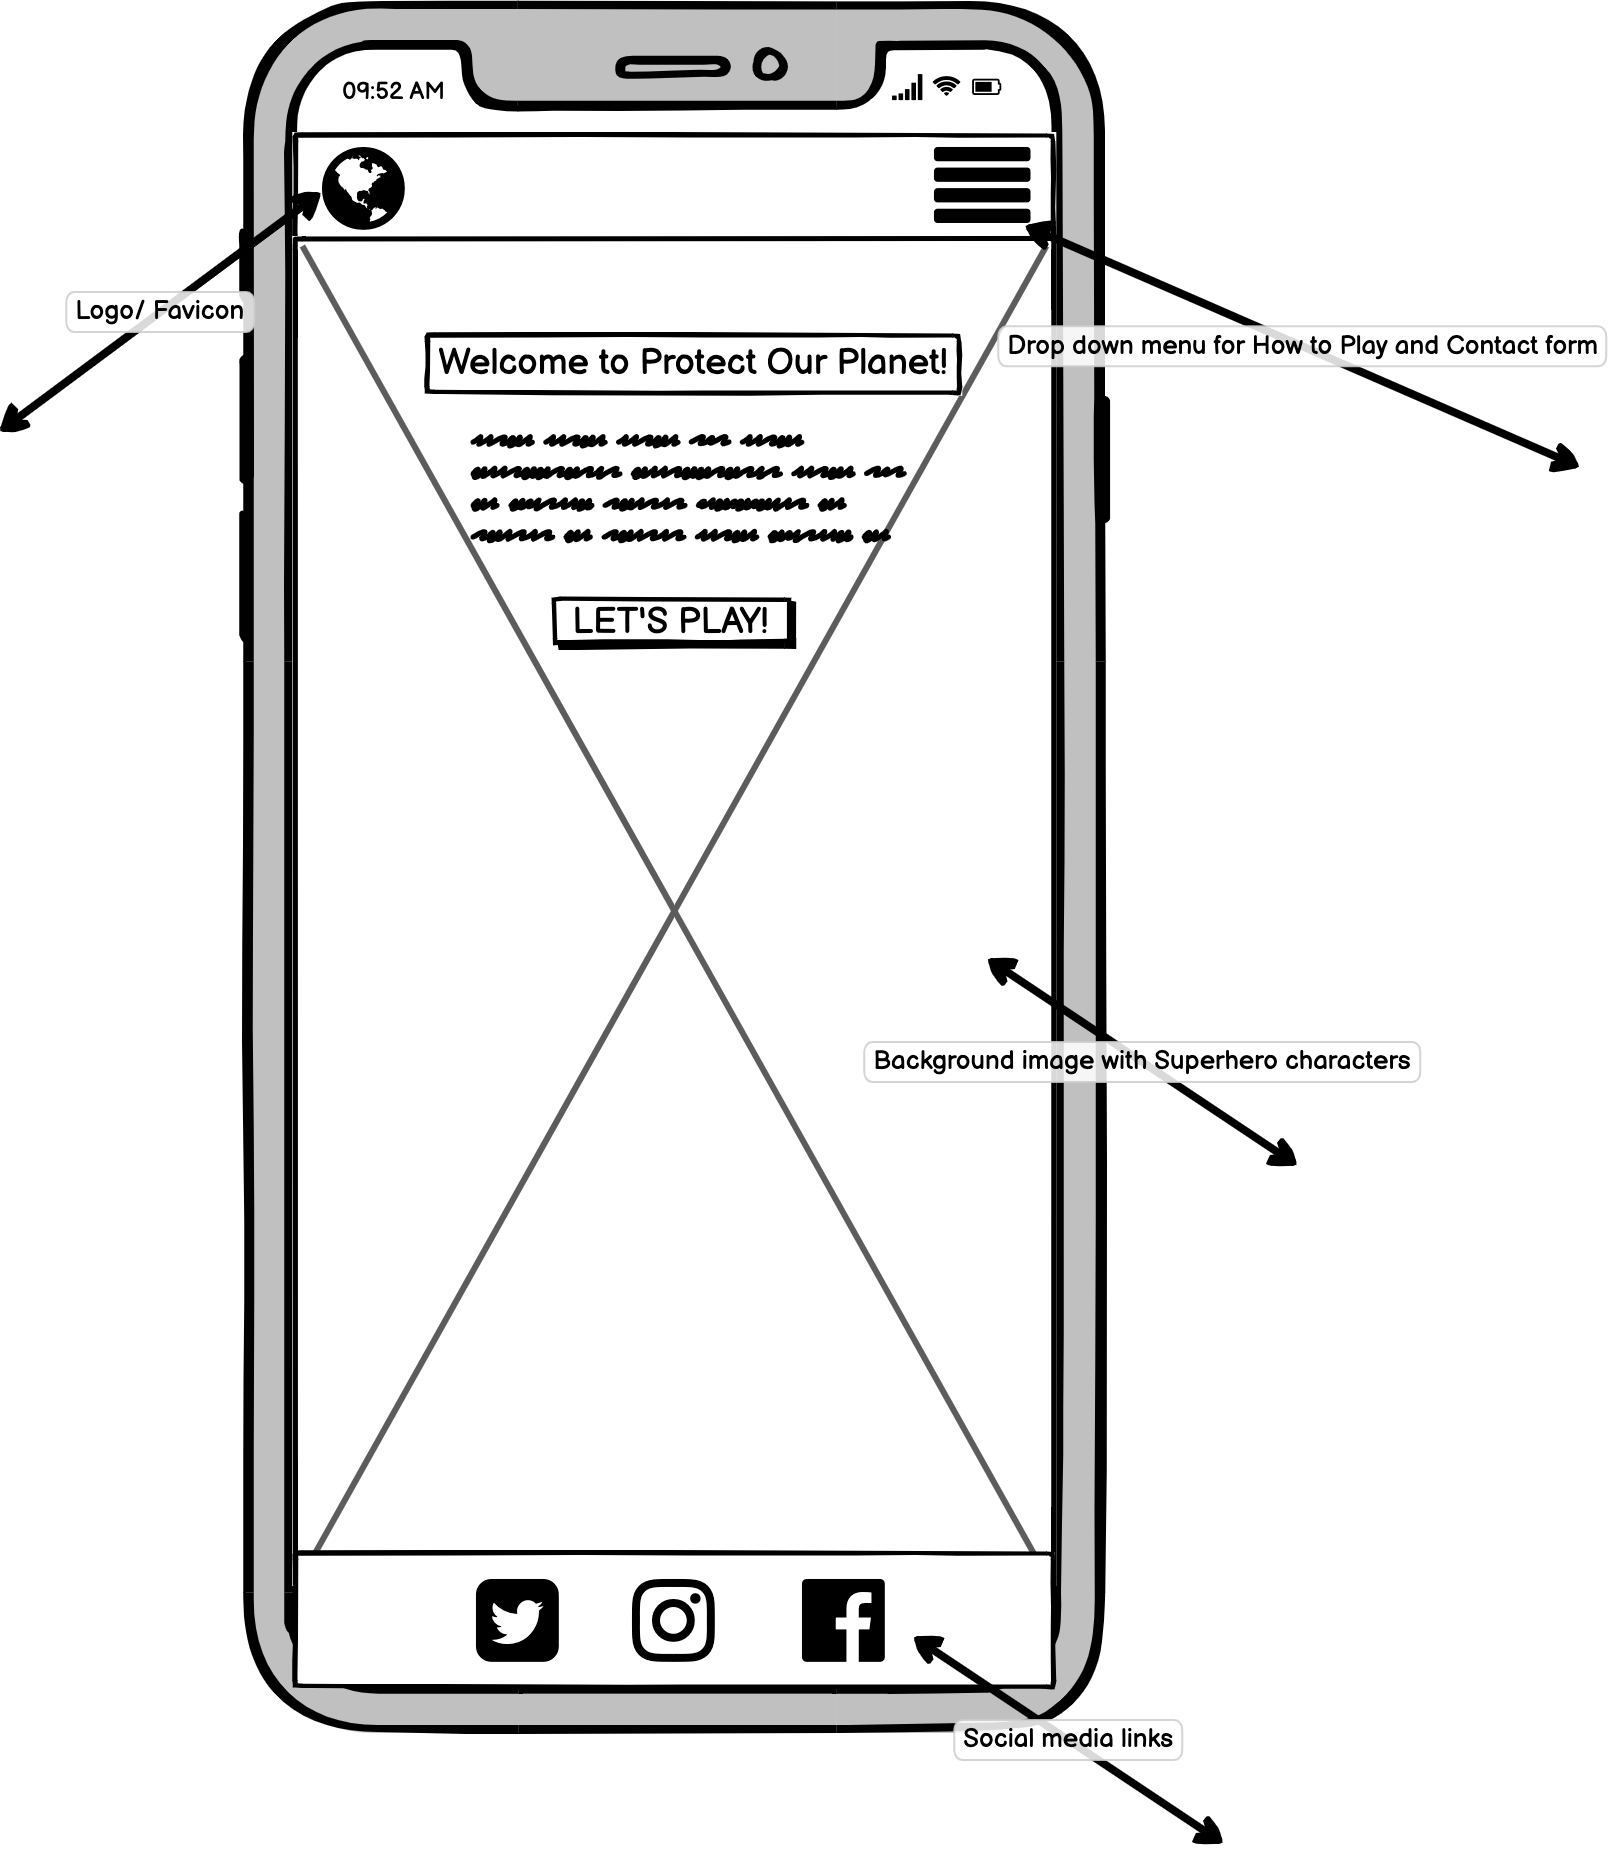 09:52 AM
Logo/ Favicon
Welcome to Protect Our Planet!
Drop down menu for How to Play and Contact form
LET'S PLAY!
Background image with Superhero characters
Social media links